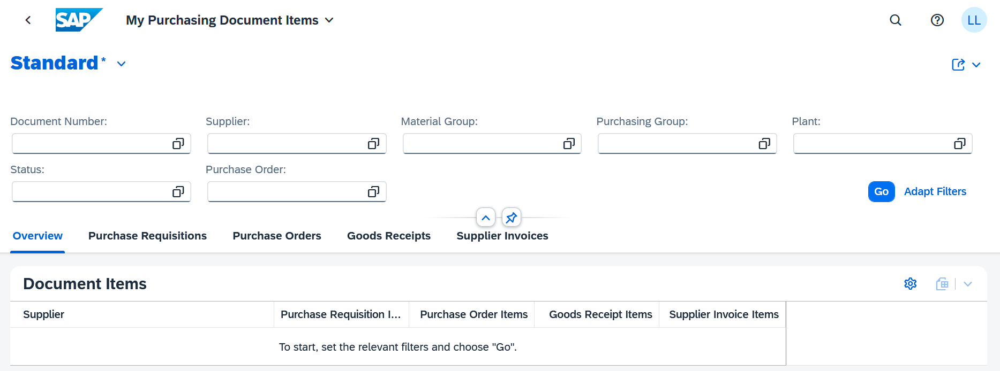 SAP My Purchasing Document Items LL
Standard *
Document Number: Supplier: Material Group: Purchasing Group: Plant:
Status: Purchase Order:
Go Adapt Filters
Overview Purchase Requisitions Purchase Orders Goods Receipts Supplier Invoices
Document Items
Supplier Purchase Requisition I... Purchase Order Items Goods Receipt Items Supplier Invoice Items
To start, set the relevant filters and choose "Go".